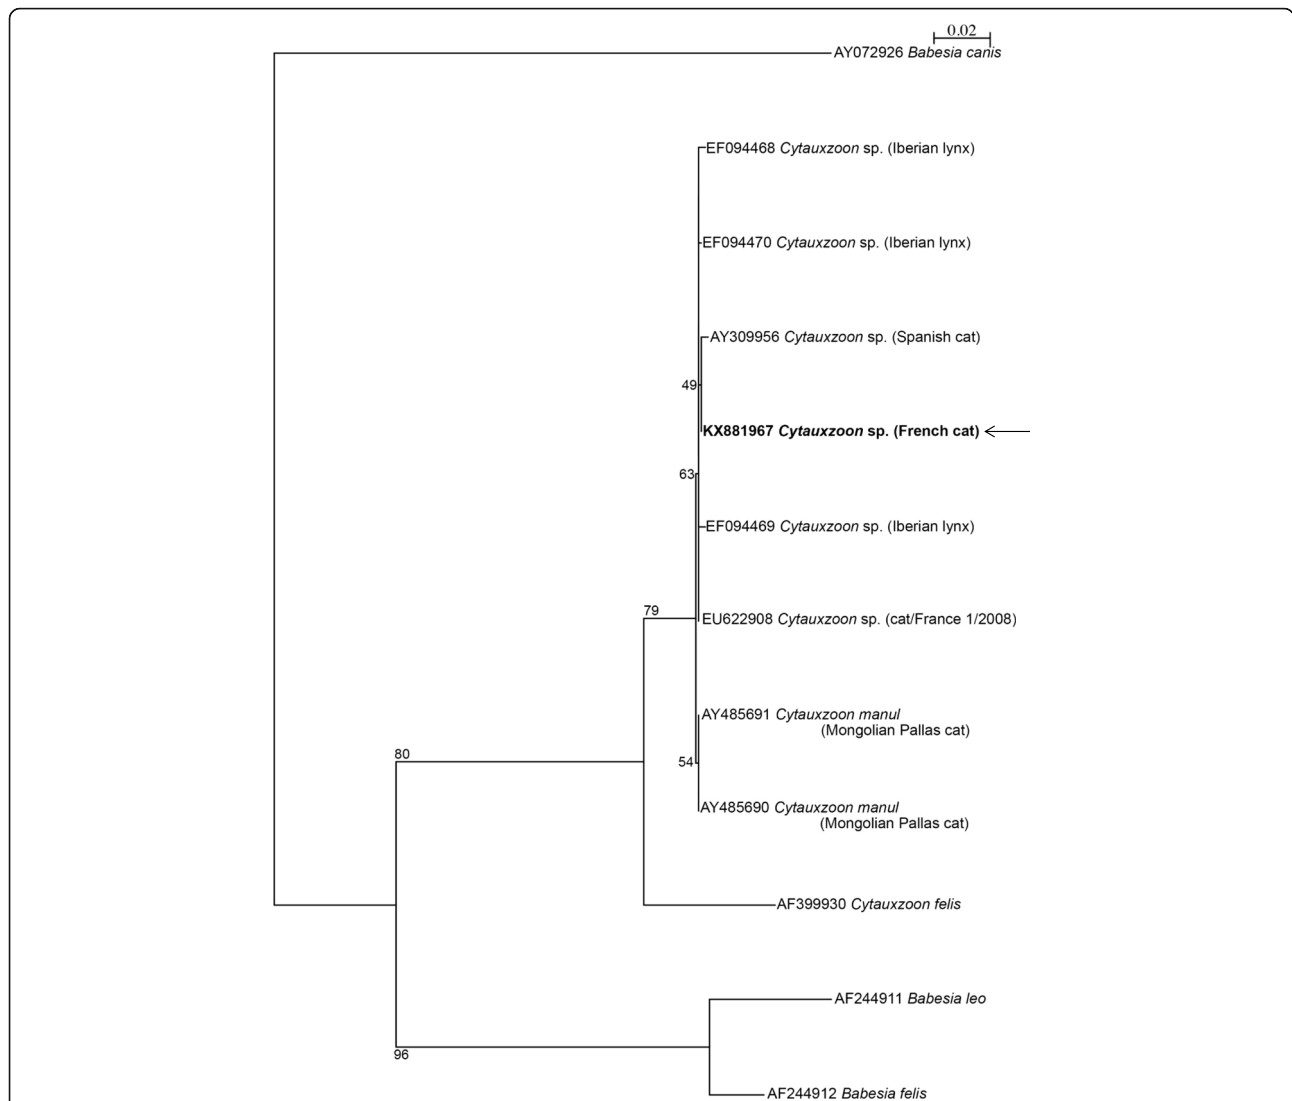 0.02
AY072926 Babesia canis
EF094468 Cytauxzoon sp. (Iberian lynx)
EF094470 Cytauxzoon sp. (Iberian lynx)
AY309956 Cytauxzoon sp. (Spanish cat)
49
KX881967 Cytauxzoon sp. (French cat)
63
EF094469 Cytauxzoon sp. (Iberian lynx)
79
EU622908 Cytauxzoon sp. (cat/France 1/2008)
AY485691 Cytauxzoon manul
(Mongolian Pallas cat)
80
54
AY485690 Cytauxzoon manul
(Mongolian Pallas cat)
AF399930 Cytauxzoon felis
AF244911 Babesia leo
96
AF244912 Babesia felis